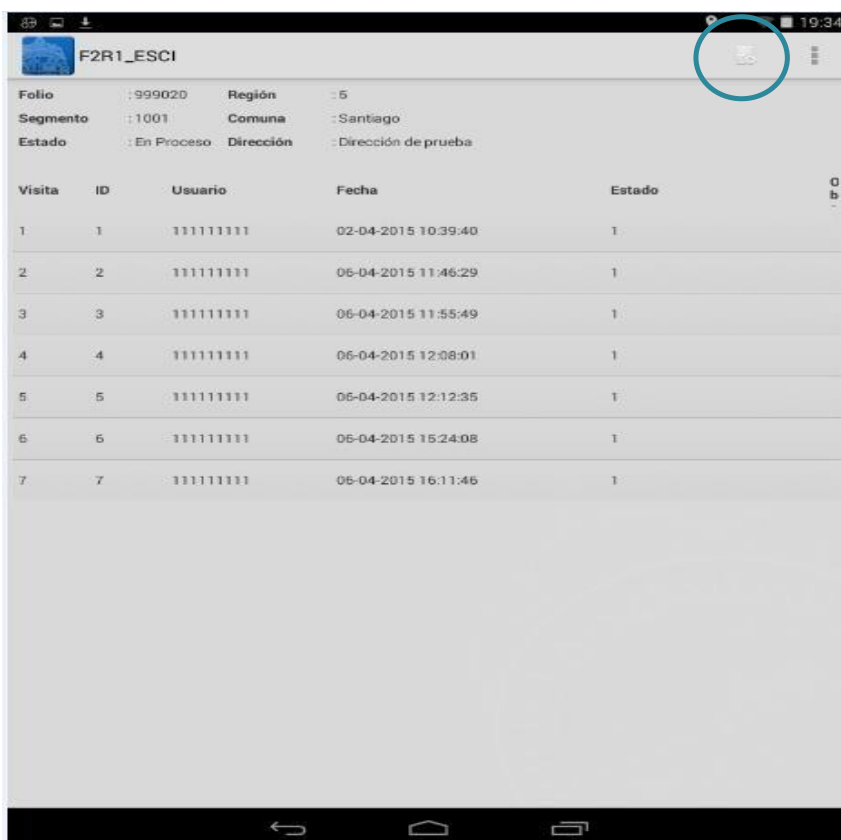 19:34
F2R1_ESCI
Folio :999020 Región :5
Segmento :1001 Comuna :Santiago
Estado :En Proceso Dirección :Dirección de prueba
Visita ID Usuario Fecha Estado Ob
1 1 111111111 02-04-2015 10:39:40 1
2 2 111111111 06-04-2015 11:46:29 1
3 3 111111111 06-04-2015 11:55:49 1
4 4 111111111 06-04-2015 12:08:01 1
5 5 111111111 06-04-2015 12:12:35 1
6 6 111111111 06-04-2015 15:24:08 1
7 7 111111111 06-04-2015 16:11:46 1